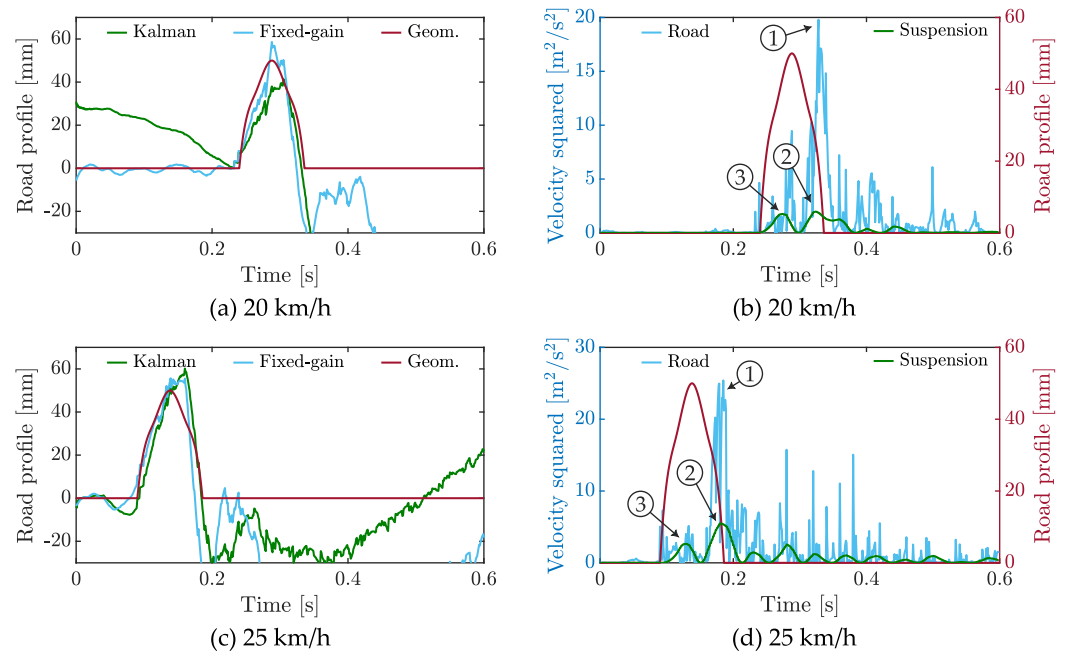 Kalman Fixed-gain Geom.
Road profile [mm]
60
40
20
0
-20
0 0.2 0.4 0.6
Time [s]
(a) 20 km/h
Road Suspension
Velocity squared [m²/s²]
20
15
10
5
0
1
2
3
Road profile [mm]
60
40
20
0
0 0.2 0.4 0.6
Time [s]
(b) 20 km/h
Kalman Fixed-gain Geom.
Road profile [mm]
60
40
20
0
-20
0 0.2 0.4 0.6
Time [s]
(c) 25 km/h
Road Suspension
Velocity squared [m²/s²]
30
20
10
0
1
2
3
Road profile [mm]
60
40
20
0
0 0.2 0.4 0.6
Time [s]
(d) 25 km/h